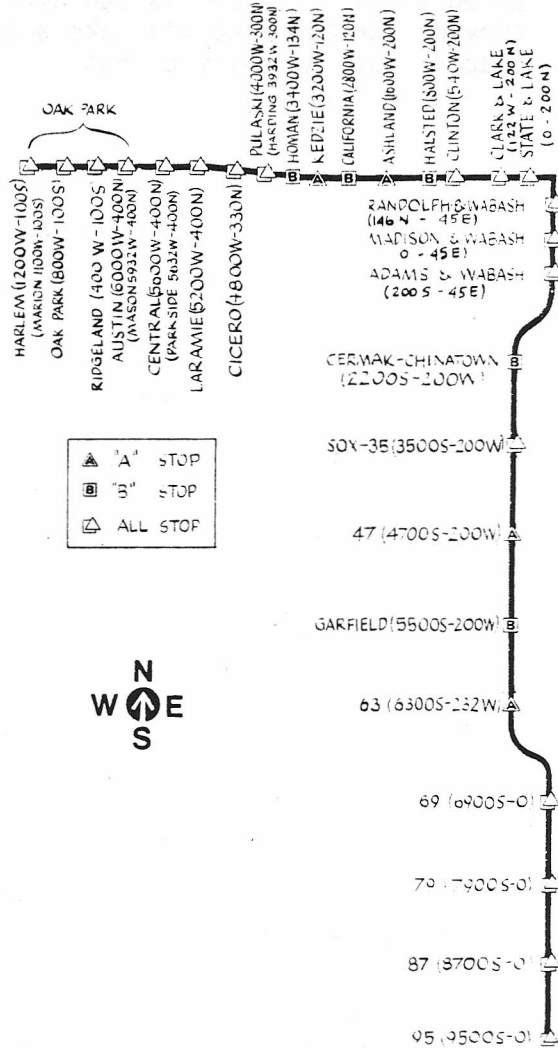 OAK PARK
HARLEM (1200W-100S)
(MARION 1100W-100S)
OAK PARK (800W-100S)
RIDGELAND (400W-100S)
AUSTIN (6000W-400N)
(MASON 5932W-400N)
CENTRAL (5600W-400N)
(PARKSIDE 5632W-400N)
LARAMIE (5200W-400N)
CICERO (4800W-330N)
PULASKI (4000W-300N)
(HARDING 3932W-300N)
B HOMAN (3400W-134N)
A KEDZIE (3200W-120N)
B CALIFORNIA (2800W-120N)
A ASHLAND (1600W-200N)
B HALSTED (800W-200N)
CLINTON (540W-200N)
CLARK & LAKE
(122 W - 200 N)
STATE & LAKE
(0 - 200N)
RANDOLPH & WABASH
(146 N - 45E)
MADISON & WABASH
(0 - 45E)
ADAMS & WABASH
(200 S - 45E)
CERMAK-CHINATOWN B
(2200S-200W)
SOX-35 (3500S-200W)
47 (4700S-200W) A
GARFIELD (5500S-200W) B
63 (6300S-232W) A
69 (6900S-0)
79 (7900S-0)
87 (8700S-0)
95 (9500S-0)
A "A" STOP
B "B" STOP
ALL STOP
N
W E
S